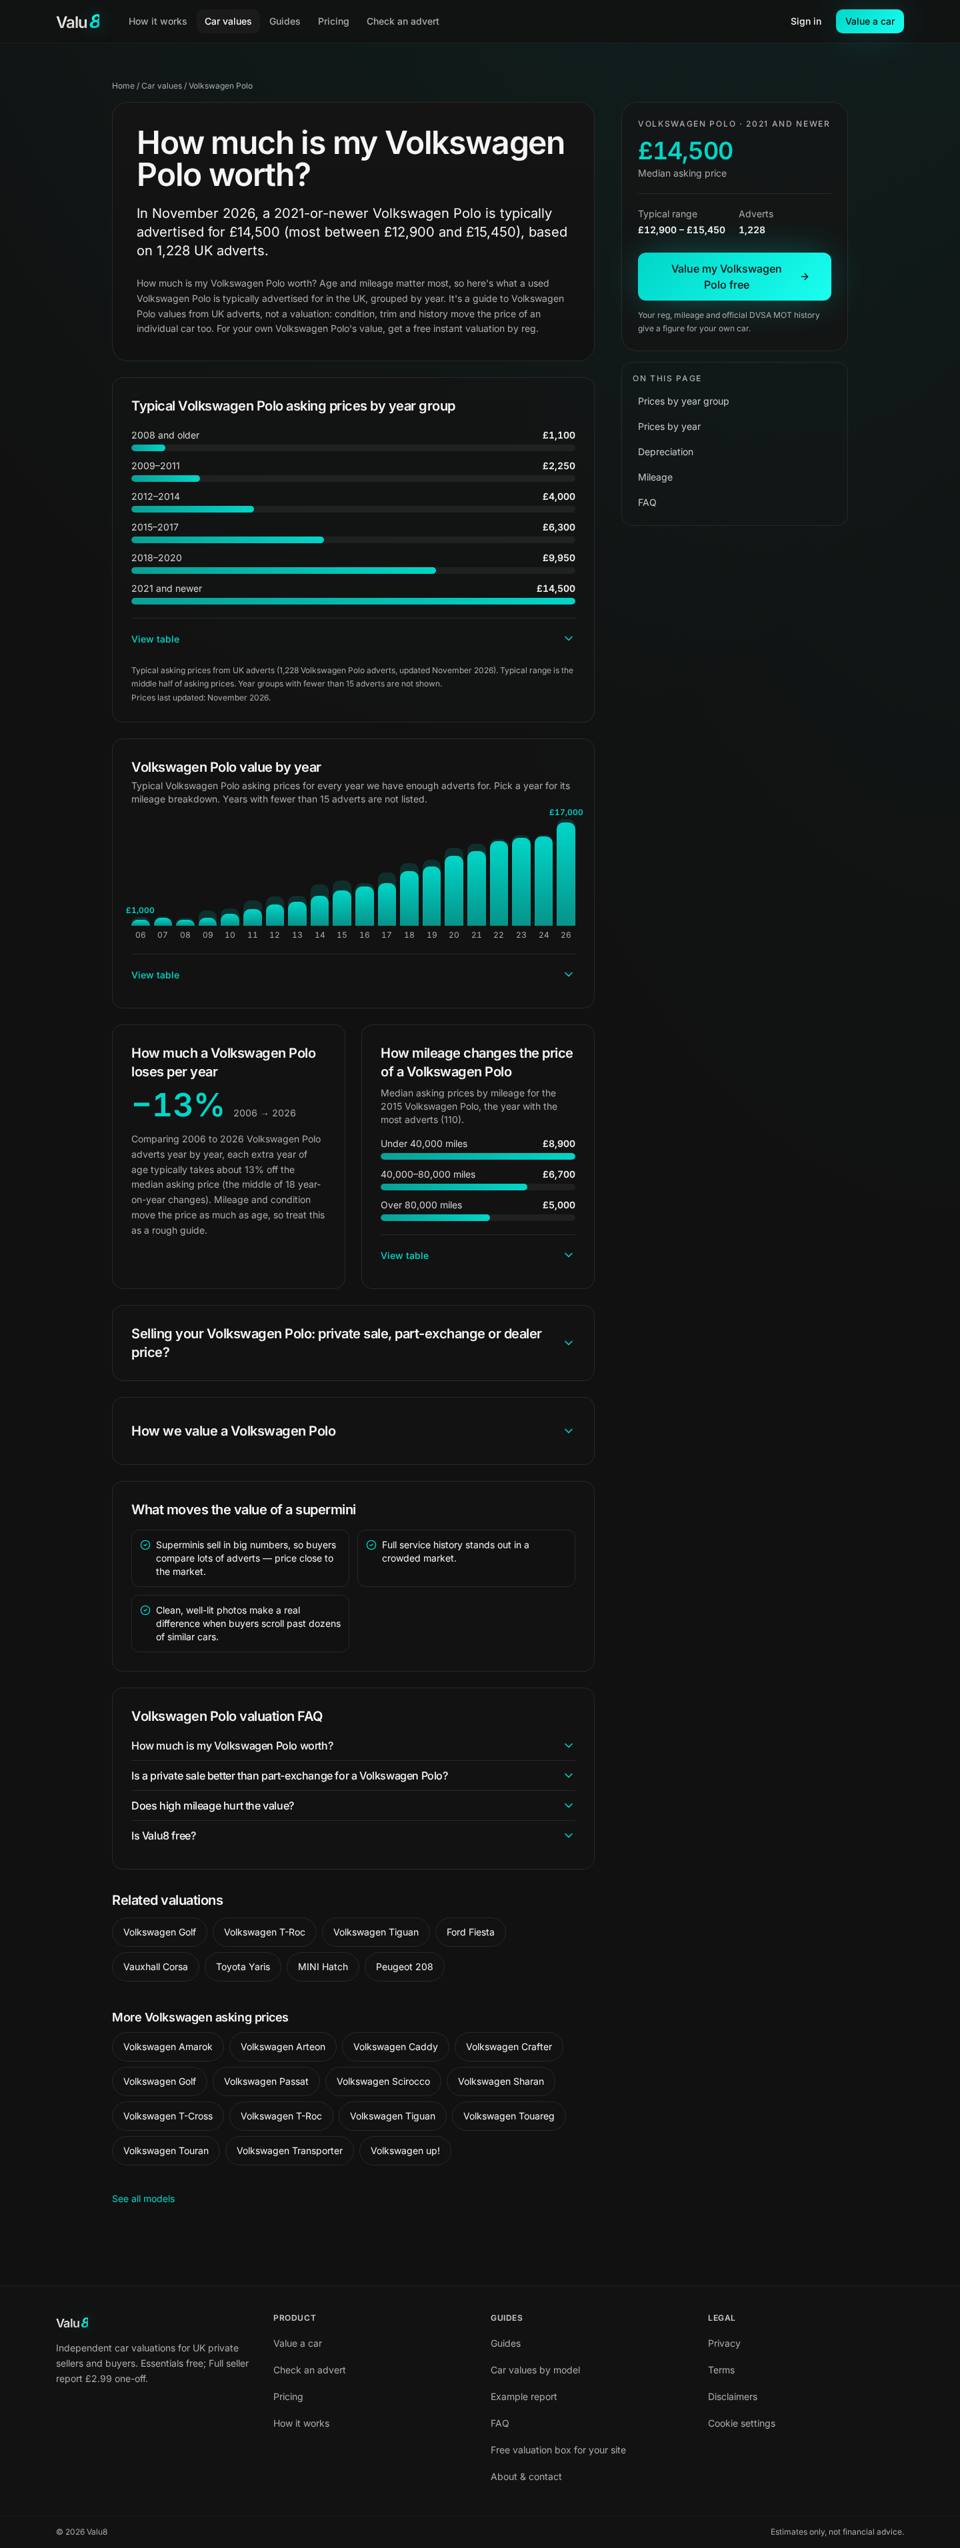 Valu8
How it works
Car values
Guides
Pricing
Check an advert
Sign in
Value a car
Home / Car values / Volkswagen Polo
How much is my Volkswagen
Polo worth?
In November 2026, a 2021-or-newer Volkswagen Polo is typically
advertised for £14,500 (most between £12,900 and £15,450), based
on 1,228 UK adverts.
How much is my Volkswagen Polo worth? Age and mileage matter most, so here's what a used
Volkswagen Polo is typically advertised for in the UK, grouped by year. It's a guide to Volkswagen
Polo values from UK adverts, not a valuation: condition, trim and history move the price of an
individual car too. For your own Volkswagen Polo's value, get a free instant valuation by reg.
VOLKSWAGEN POLO · 2021 AND NEWER
£14,500
Median asking price
Typical range
Adverts
£12,900 – £15,450
1,228
Value my Volkswagen
Polo free
→
Your reg, mileage and official DVSA MOT history
give a figure for your own car.
ON THIS PAGE
Prices by year group
Prices by year
Depreciation
Mileage
FAQ
Typical Volkswagen Polo asking prices by year group
2008 and older £1,100
2009–2011 £2,250
2012–2014 £4,000
2015–2017 £6,300
2018–2020 £9,950
2021 and newer £14,500
View table
Typical asking prices from UK adverts (1,228 Volkswagen Polo adverts, updated November 2026). Typical range is the
middle half of asking prices. Year groups with fewer than 15 adverts are not shown.
Prices last updated: November 2026.
Volkswagen Polo value by year
Typical Volkswagen Polo asking prices for every year we have enough adverts for. Pick a year for its
mileage breakdown. Years with fewer than 15 adverts are not listed.
£17,000
£1,000
06 07 08 09 10 11 12 13 14 15 16 17 18 19 20 21 22 23 24 26
View table
How much a Volkswagen Polo
loses per year
−13% 2006 → 2026
Comparing 2006 to 2026 Volkswagen Polo
adverts year by year, each extra year of
age typically takes about 13% off the
median asking price (the middle of 18 year-
on-year changes). Mileage and condition
move the price as much as age, so treat this
as a rough guide.
How mileage changes the price
of a Volkswagen Polo
Median asking prices by mileage for the
2015 Volkswagen Polo, the year with the
most adverts (110).
Under 40,000 miles £8,900
40,000–80,000 miles £6,700
Over 80,000 miles £5,000
View table
Selling your Volkswagen Polo: private sale, part-exchange or dealer
price?
How we value a Volkswagen Polo
What moves the value of a supermini
Superminis sell in big numbers, so buyers
compare lots of adverts — price close to
the market.
Full service history stands out in a
crowded market.
Clean, well-lit photos make a real
difference when buyers scroll past dozens
of similar cars.
Volkswagen Polo valuation FAQ
How much is my Volkswagen Polo worth?
Is a private sale better than part-exchange for a Volkswagen Polo?
Does high mileage hurt the value?
Is Valu8 free?
Related valuations
Volkswagen Golf
Volkswagen T-Roc
Volkswagen Tiguan
Ford Fiesta
Vauxhall Corsa
Toyota Yaris
MINI Hatch
Peugeot 208
More Volkswagen asking prices
Volkswagen Amarok
Volkswagen Arteon
Volkswagen Caddy
Volkswagen Crafter
Volkswagen Golf
Volkswagen Passat
Volkswagen Scirocco
Volkswagen Sharan
Volkswagen T-Cross
Volkswagen T-Roc
Volkswagen Tiguan
Volkswagen Touareg
Volkswagen Touran
Volkswagen Transporter
Volkswagen up!
See all models
Valu8
Independent car valuations for UK private
sellers and buyers. Essentials free; Full seller
report £2.99 one-off.
PRODUCT
Value a car
Check an advert
Pricing
How it works
GUIDES
Guides
Car values by model
Example report
FAQ
Free valuation box for your site
About & contact
LEGAL
Privacy
Terms
Disclaimers
Cookie settings
© 2026 Valu8
Estimates only, not financial advice.